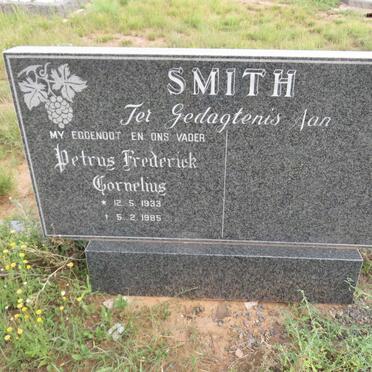 SMITH
Ter Gedagtenis Aan
MY EGGENOOT EN ONS VADER
Petrus Frederick
Cornelius
* 12. 5. 1933
† 5. 2. 1985